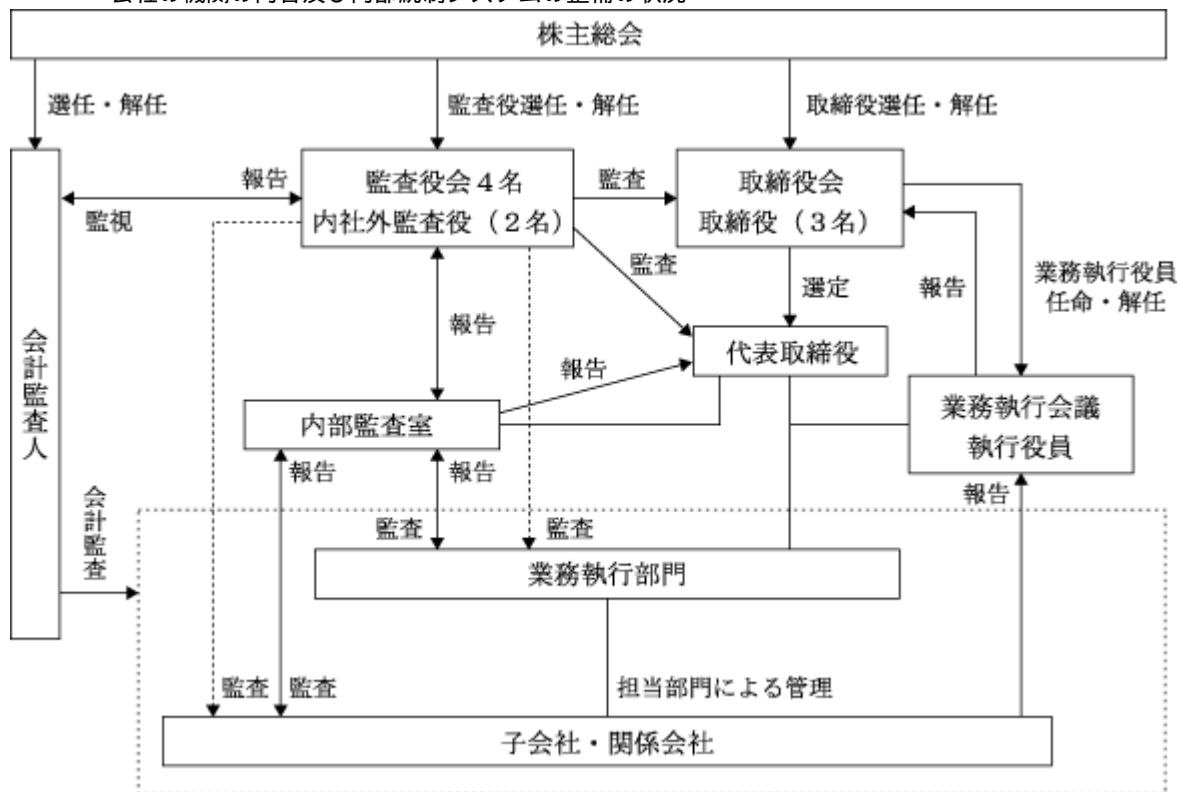 会社の機関の内容及び内部統制システムの整備の状況
株主総会
選任・解任
監査役選任・解任
取締役選任・解任
報告
監視
監査役会4名
内社外監査役(2名)
監査
取締役会
取締役(3名)
監査
選定
報告
業務執行役員
任命・解任
報告
代表取締役
報告
会計監査人
内部監査室
業務執行会議
執行役員
報告
報告
報告
会計監査
監査
監査
業務執行部門
監査
監査
担当部門による管理
子会社・関係会社